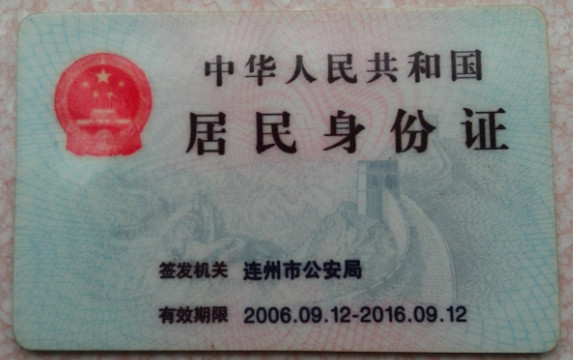 中华人民共和国
居民身份证
签发机关 连州市公安局
有效期限 2006.09.12-2016.09.12